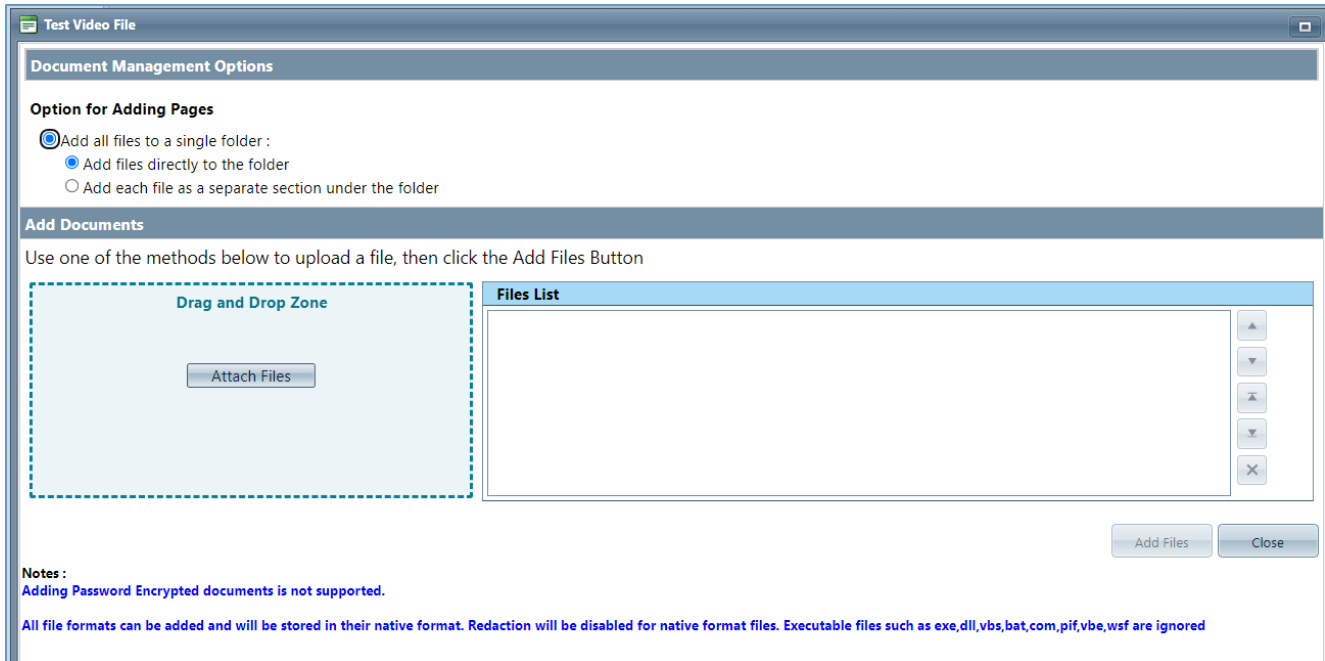 Test Video File
Document Management Options
Option for Adding Pages
Add all files to a single folder :
Add files directly to the folder
Add each file as a separate section under the folder
Add Documents
Use one of the methods below to upload a file, then click the Add Files Button
Drag and Drop Zone
Attach Files
Files List
Add Files
Close
Notes :
Adding Password Encrypted documents is not supported.
All file formats can be added and will be stored in their native format. Redaction will be disabled for native format files. Executable files such as exe,dll,vbs,bat,com,pif,vbe,wsf are ignored